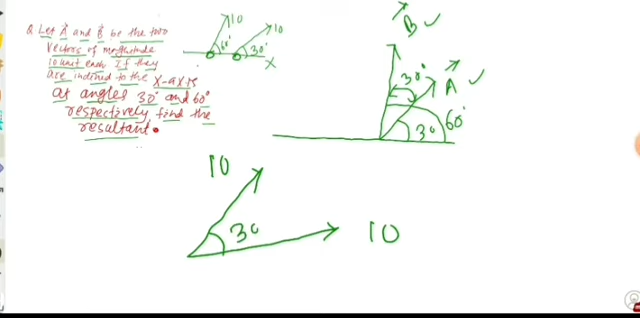 Q Let A and B be the two
vectors of magnitude
10 unit each If they
are inclined to the X-axis
at angles 30° and 60°
respectively find the
resultant.
10
60°
10
30°
X
B
30°
A
30
60°
10
30
10